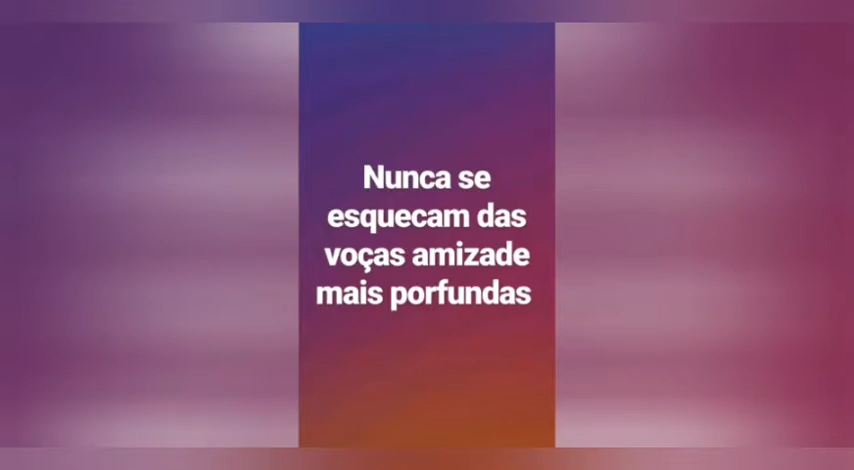 Nunca se
esquecam das
voças amizade
mais porfundas